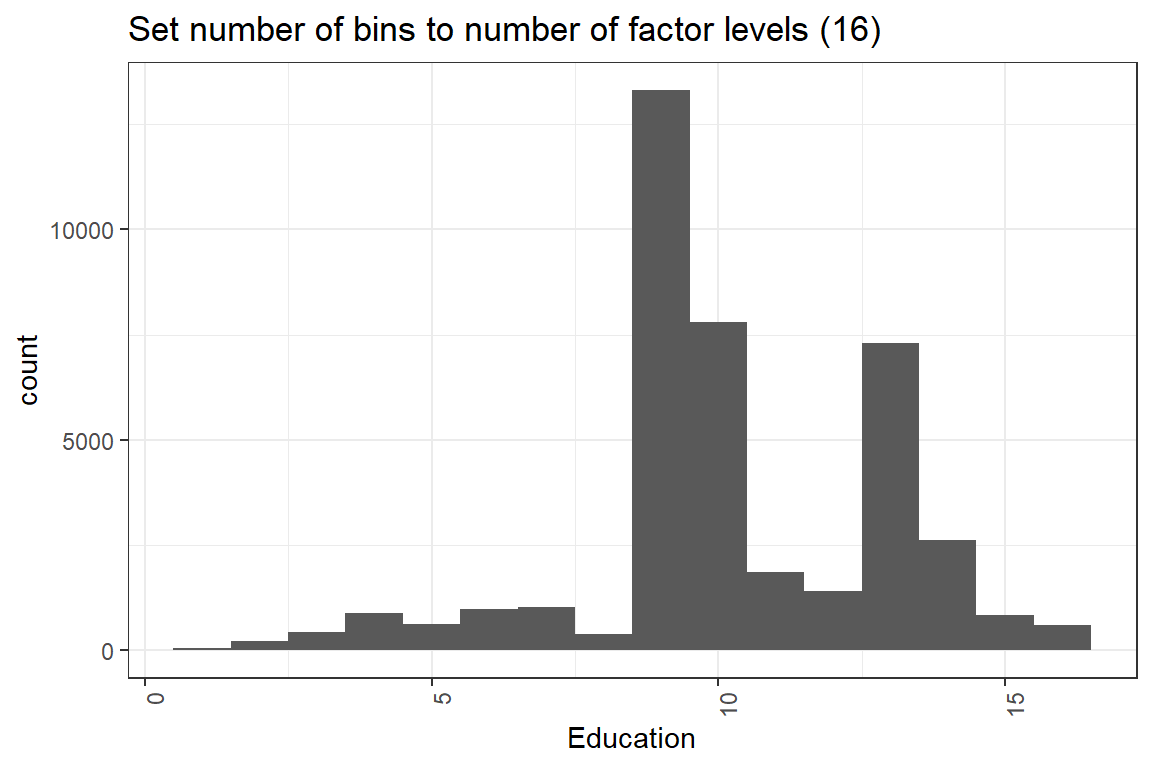 Set number of bins to number of factor levels (16)
10000
5000
0
count
0
5
10
15
Education